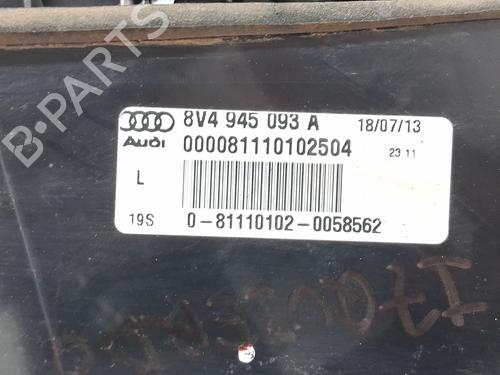 8V4 945 093 A 18/07/13
Audi 000081110102504 23 11
L
19S 0-81110102-0058562
B-PARTS